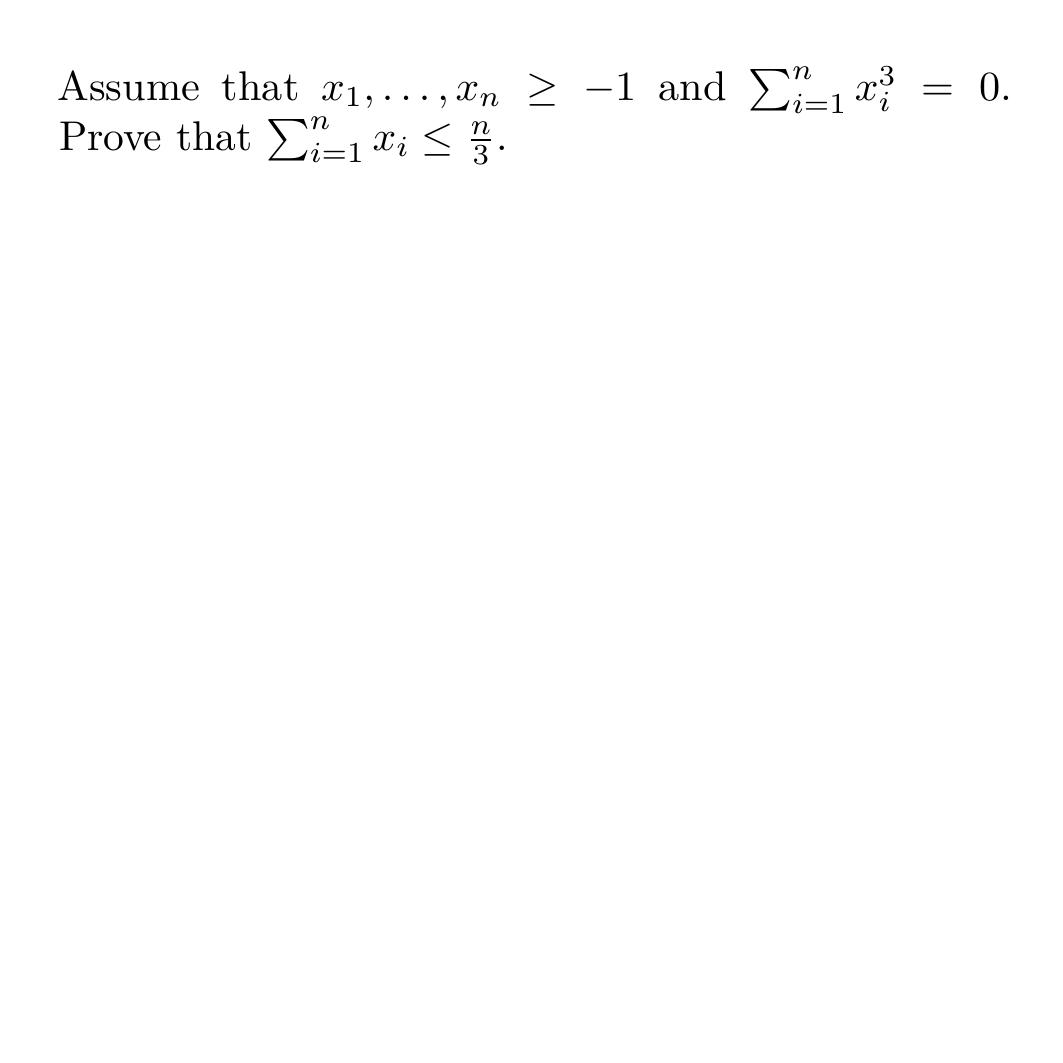 Assume that $x_1, \ldots, x_n \geq -1$ and $\sum_{i=1}^{n} x_i^3 = 0.$
Prove that $\sum_{i=1}^{n} x_i \leq \frac{n}{3}.$